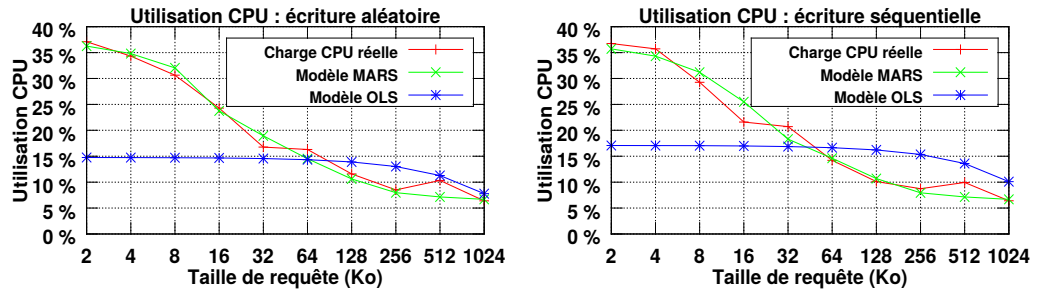 Utilisation CPU : écriture aléatoire
Utilisation CPU
40 %
35 %
30 %
25 %
20 %
15 %
10 %
5 %
0 %
Charge CPU réelle
Modèle MARS
Modèle OLS
2 4 8 16 32 64 128 256 512 1024
Taille de requête (Ko)
Utilisation CPU : écriture séquentielle
Utilisation CPU
40 %
35 %
30 %
25 %
20 %
15 %
10 %
5 %
0 %
Charge CPU réelle
Modèle MARS
Modèle OLS
2 4 8 16 32 64 128 256 512 1024
Taille de requête (Ko)